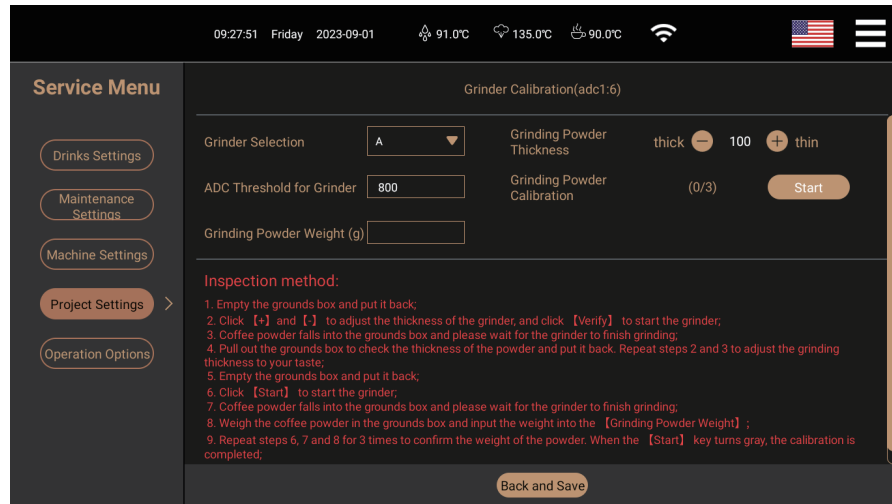 09:27:51 Friday 2023-09-01 91.0℃ 135.0℃ 90.0℃
Service Menu
Drinks Settings
Maintenance
Settings
Machine Settings
Project Settings
Operation Options
Grinder Calibration(adc1:6)
Grinder Selection A
Grinding Powder
Thickness
thick 100 thin
ADC Threshold for Grinder 800
Grinding Powder
Calibration
(0/3) Start
Grinding Powder Weight (g)
Inspection method:
1. Empty the grounds box and put it back;
2. Click 【+】 and 【-】 to adjust the thickness of the grinder, and click 【Verify】 to start the grinder;
3. Coffee powder falls into the grounds box and please wait for the grinder to finish grinding;
4. Pull out the grounds box to check the thickness of the powder and put it back. Repeat steps 2 and 3 to adjust the grinding
thickness to your taste;
5. Empty the grounds box and put it back;
6. Click 【Start】 to start the grinder;
7. Coffee powder falls into the grounds box and please wait for the grinder to finish grinding;
8. Weigh the coffee powder in the grounds box and input the weight into the 【Grinding Powder Weight】 ;
9. Repeat steps 6, 7 and 8 for 3 times to confirm the weight of the powder. When the 【Start】 key turns gray, the calibration is
completed;
Back and Save